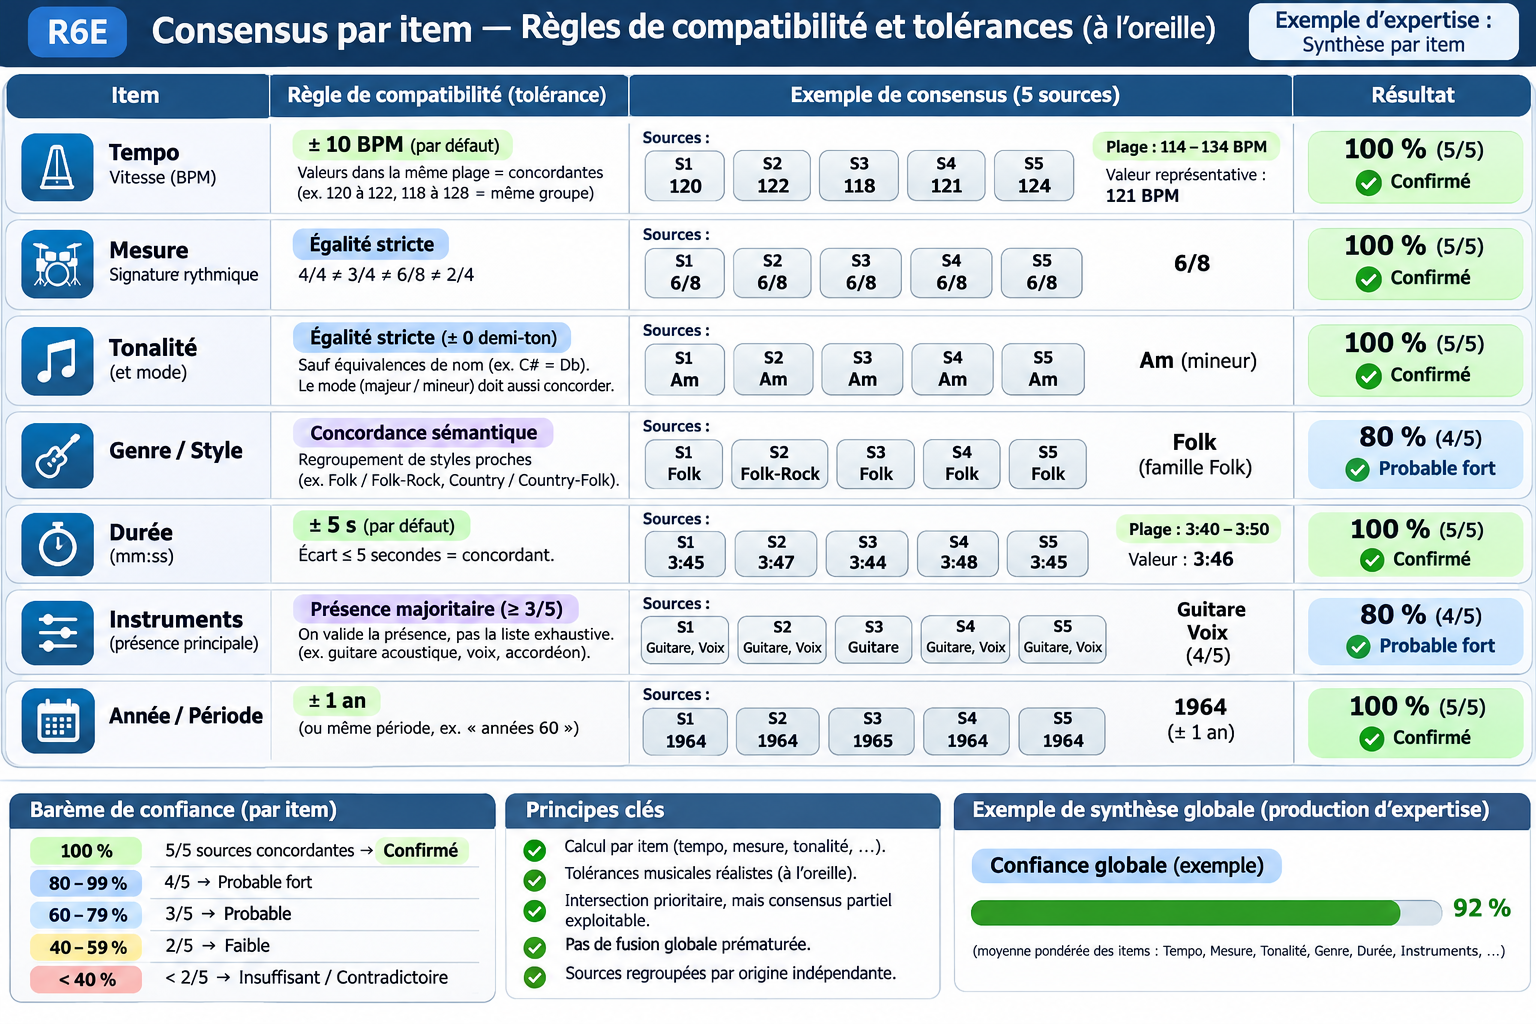 R6E
Consensus par item — Règles de compatibilité et tolérances (à l’oreille)
Exemple d’expertise :
Synthèse par item
Item
Règle de compatibilité (tolérance)
Exemple de consensus (5 sources)
Résultat
Tempo
Vitesse (BPM)
± 10 BPM (par défaut)
Valeurs dans la même plage = concordantes
(ex. 120 à 122, 118 à 128 = même groupe)
Sources :
S1
120
S2
122
S3
118
S4
121
S5
124
Plage : 114 – 134 BPM
Valeur représentative :
121 BPM
100 % (5/5)
Confirmé
Mesure
Signature rythmique
Égalité stricte
4/4 ≠ 3/4 ≠ 6/8 ≠ 2/4
Sources :
S1
6/8
S2
6/8
S3
6/8
S4
6/8
S5
6/8
6/8
100 % (5/5)
Confirmé
Tonalité
(et mode)
Égalité stricte (± 0 demi-ton)
Sauf équivalences de nom (ex. C# = Db).
Le mode (majeur / mineur) doit aussi concorder.
Sources :
S1
Am
S2
Am
S3
Am
S4
Am
S5
Am
Am (mineur)
100 % (5/5)
Confirmé
Genre / Style
Concordance sémantique
Regroupement de styles proches
(ex. Folk / Folk-Rock, Country / Country-Folk).
Sources :
S1
Folk
S2
Folk-Rock
S3
Folk
S4
Folk
S5
Folk
Folk
(famille Folk)
80 % (4/5)
Probable fort
Durée
(mm:ss)
± 5 s (par défaut)
Écart ≤ 5 secondes = concordant.
Sources :
S1
3:45
S2
3:47
S3
3:44
S4
3:48
S5
3:45
Plage : 3:40 – 3:50
Valeur : 3:46
100 % (5/5)
Confirmé
Instruments
(présence principale)
Présence majoritaire (≥ 3/5)
On valide la présence, pas la liste exhaustive.
(ex. guitare acoustique, voix, accordéon).
Sources :
S1
Guitare, Voix
S2
Guitare, Voix
S3
Guitare
S4
Guitare, Voix
S5
Guitare, Voix
Guitare
Voix
(4/5)
80 % (4/5)
Probable fort
Année / Période
± 1 an
(ou même période, ex. « années 60 »)
Sources :
S1
1964
S2
1964
S3
1965
S4
1964
S5
1964
1964
(± 1 an)
100 % (5/5)
Confirmé
Barème de confiance (par item)
100 %
5/5 sources concordantes → Confirmé
80 – 99 %
4/5 → Probable fort
60 – 79 %
3/5 → Probable
40 – 59 %
2/5 → Faible
< 40 %
< 2/5 → Insuffisant / Contradictoire
Principes clés
Calcul par item (tempo, mesure, tonalité, …).
Tolérances musicales réalistes (à l’oreille).
Intersection prioritaire, mais consensus partiel
exploitable.
Pas de fusion globale prématurée.
Sources regroupées par origine indépendante.
Exemple de synthèse globale (production d’expertise)
Confiance globale (exemple)
92 %
(moyenne pondérée des items : Tempo, Mesure, Tonalité, Genre, Durée, Instruments, …)